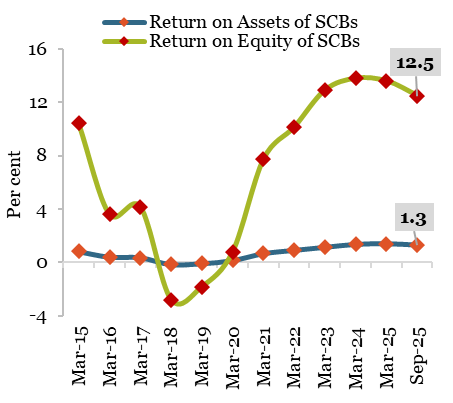 Return on Assets of SCBs
Return on Equity of SCBs
Per cent
16
12
8
4
0
-4
12.5
1.3
Mar-15
Mar-16
Mar-17
Mar-18
Mar-19
Mar-20
Mar-21
Mar-22
Mar-23
Mar-24
Mar-25
Sep-25